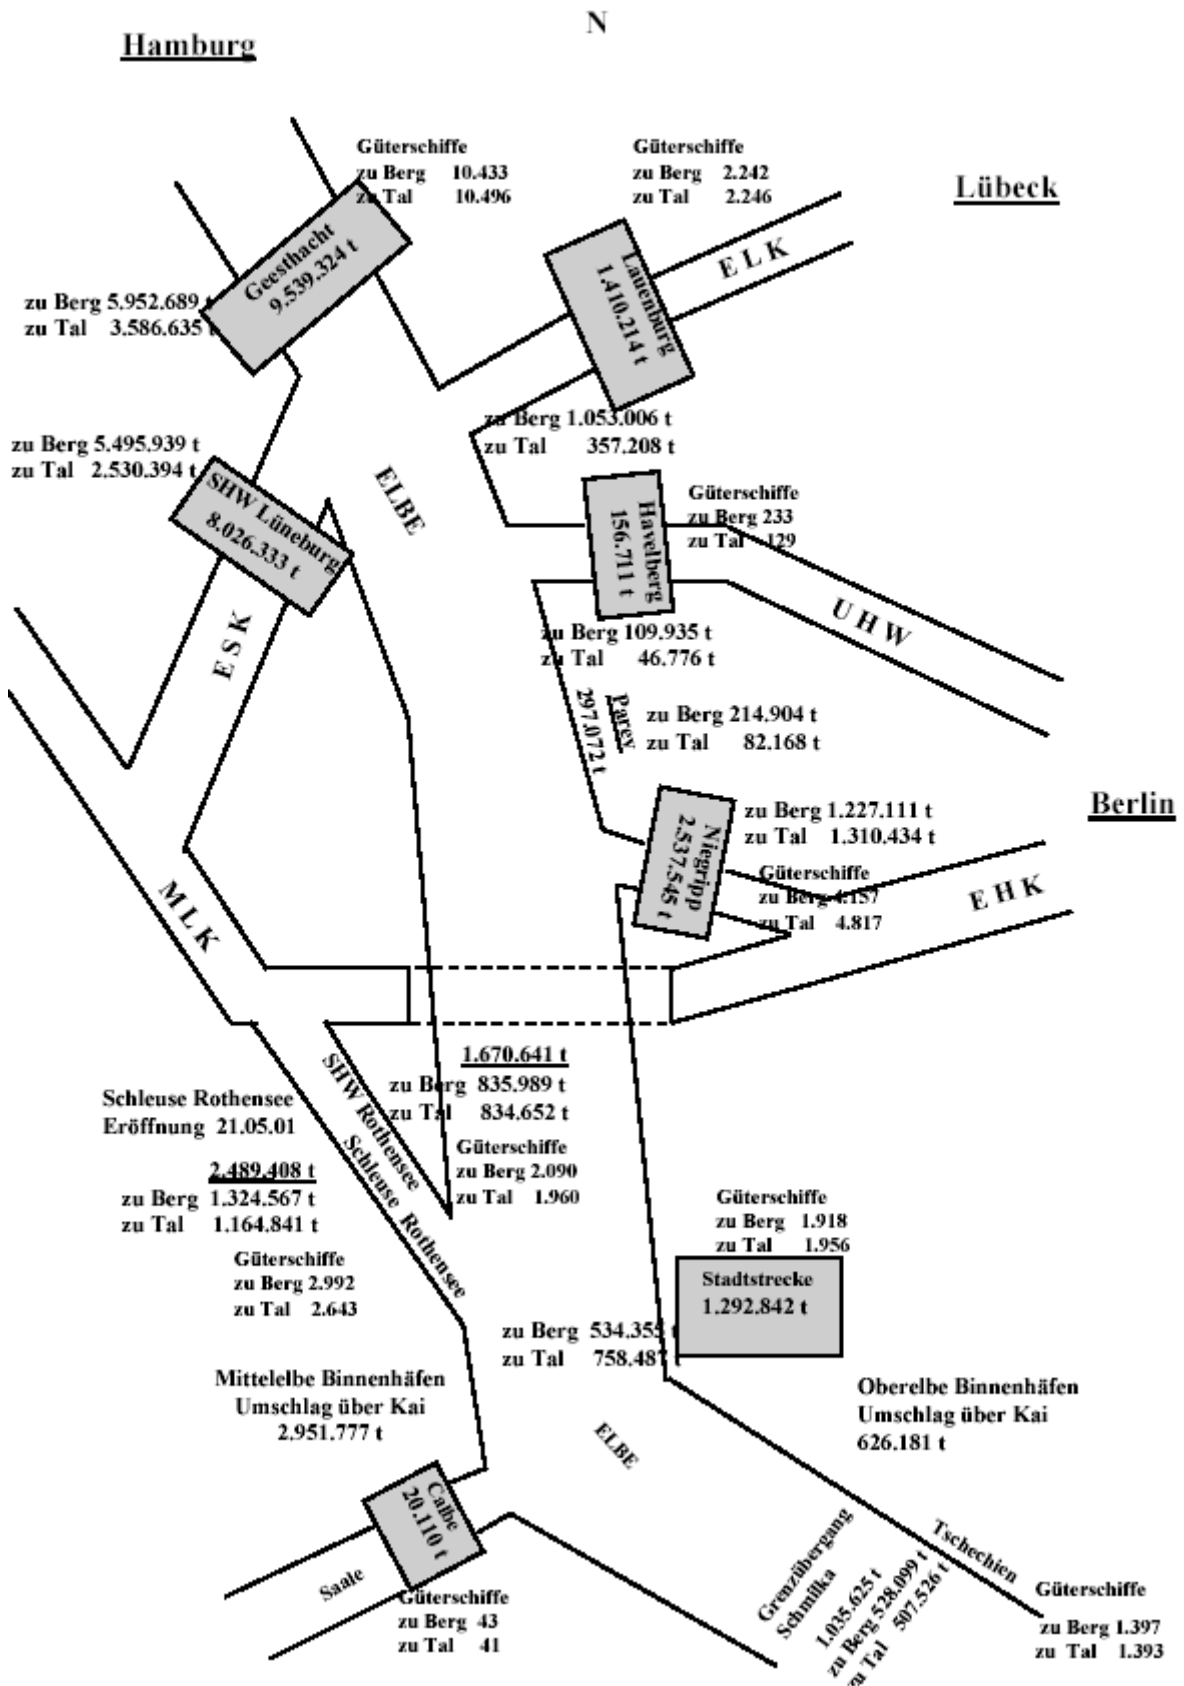 N
Hamburg
Güterschiffe
zu Berg 10.433
zu Tal 10.496
Güterschiffe
zu Berg 2.242
zu Tal 2.246
Lübeck
Geesthacht
9.539.324 t
zu Berg 5.952.689 t
zu Tal 3.586.635 t
Lauenburg
1.410.214 t
E L K
zu Berg 1.053.006 t
zu Tal 357.208 t
zu Berg 5.495.939 t
zu Tal 2.530.394 t
SHW Lüneburg
8.026.333 t
ELBE
Havelberg
156.711 t
Güterschiffe
zu Berg 233
zu Tal 129
U H W
zu Berg 109.935 t
zu Tal 46.776 t
E S K
Parey
297.072 t
zu Berg 214.904 t
zu Tal 82.168 t
Niegripp
2.537.545 t
zu Berg 1.227.111 t
zu Tal 1.310.434 t
Berlin
Güterschiffe
zu Berg 4.157
zu Tal 4.817
E H K
M L K
1.670.641 t
zu Berg 835.989 t
zu Tal 834.652 t
SHW Rothensee
Schleuse Rothensee
Schleuse Rothensee
Eröffnung 21.05.01
2.489.408 t
zu Berg 1.324.567 t
zu Tal 1.164.841 t
Güterschiffe
zu Berg 2.090
zu Tal 1.960
Güterschiffe
zu Berg 2.992
zu Tal 2.643
Güterschiffe
zu Berg 1.918
zu Tal 1.956
Stadtstrecke
1.292.842 t
zu Berg 534.355 t
zu Tal 758.487 t
Mittelelbe Binnenhäfen
Umschlag über Kai
2.951.777 t
Oberelbe Binnenhäfen
Umschlag über Kai
626.181 t
ELBE
Calbe
20.110 t
Saale
Güterschiffe
zu Berg 43
zu Tal 41
Grenzübergang
Schmilka
1.035.625 t
zu Berg 528.099 t
zu Tal 507.526 t
Tschechien
Güterschiffe
zu Berg 1.397
zu Tal 1.393